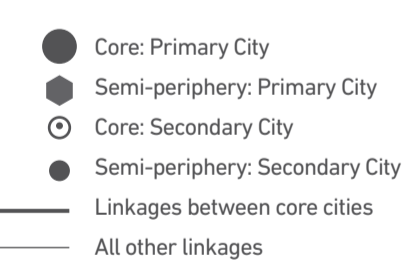 Core: Primary City
Semi-periphery: Primary City
Core: Secondary City
Semi-periphery: Secondary City
Linkages between core cities
All other linkages